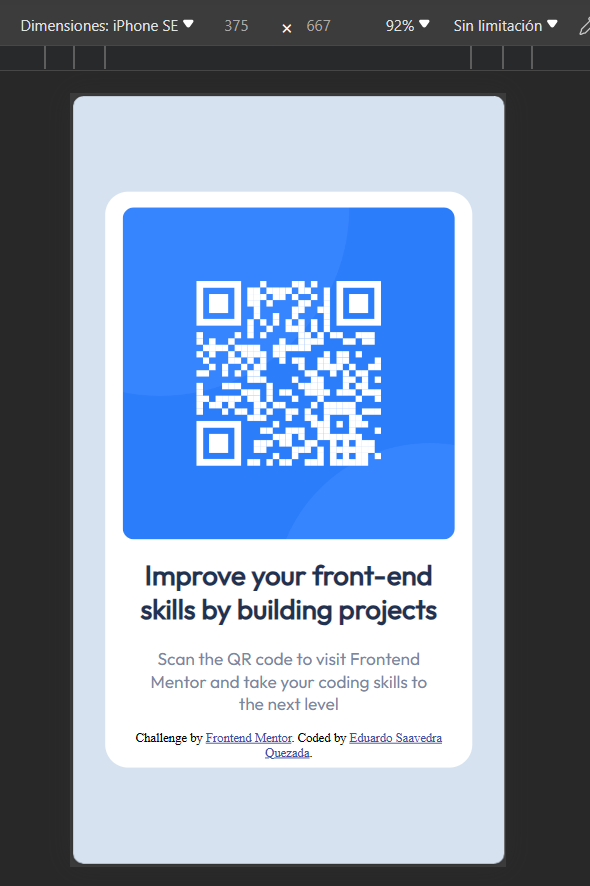 Dimensiones: iPhone SE 375 × 667 92% Sin limitación
Improve your front-end
skills by building projects
Scan the QR code to visit Frontend
Mentor and take your coding skills to
the next level
Challenge by Frontend Mentor. Coded by Eduardo Saavedra
Quezada.